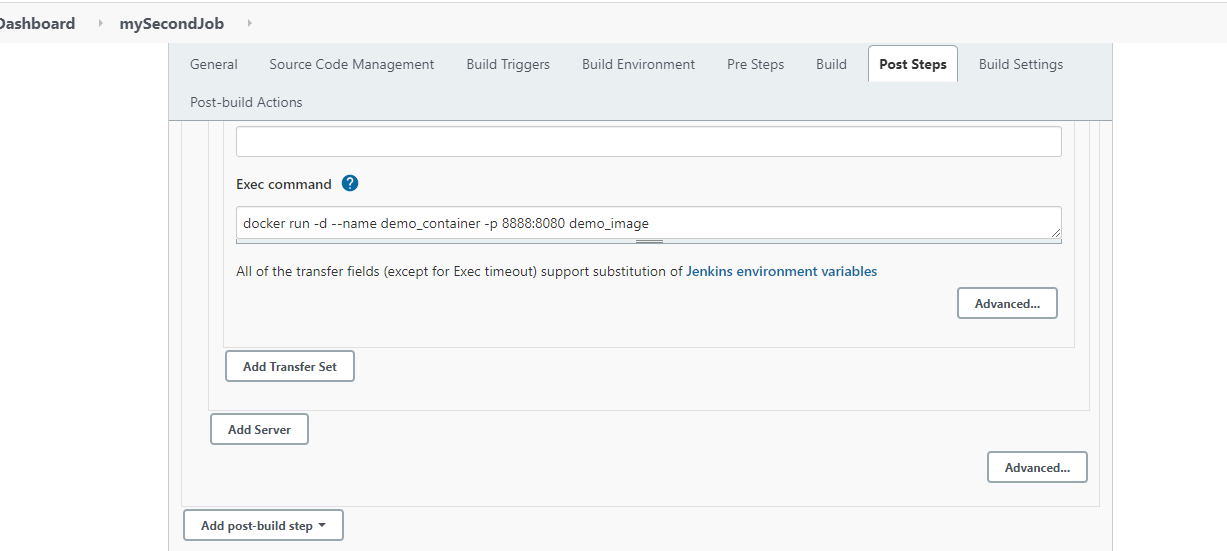 Dashboard mySecondJob
General Source Code Management Build Triggers Build Environment Pre Steps Build Post Steps Build Settings
Post-build Actions
Exec command ?
docker run -d --name demo_container -p 8888:8080 demo_image
All of the transfer fields (except for Exec timeout) support substitution of Jenkins environment variables
Advanced...
Add Transfer Set
Add Server
Advanced...
Add post-build step